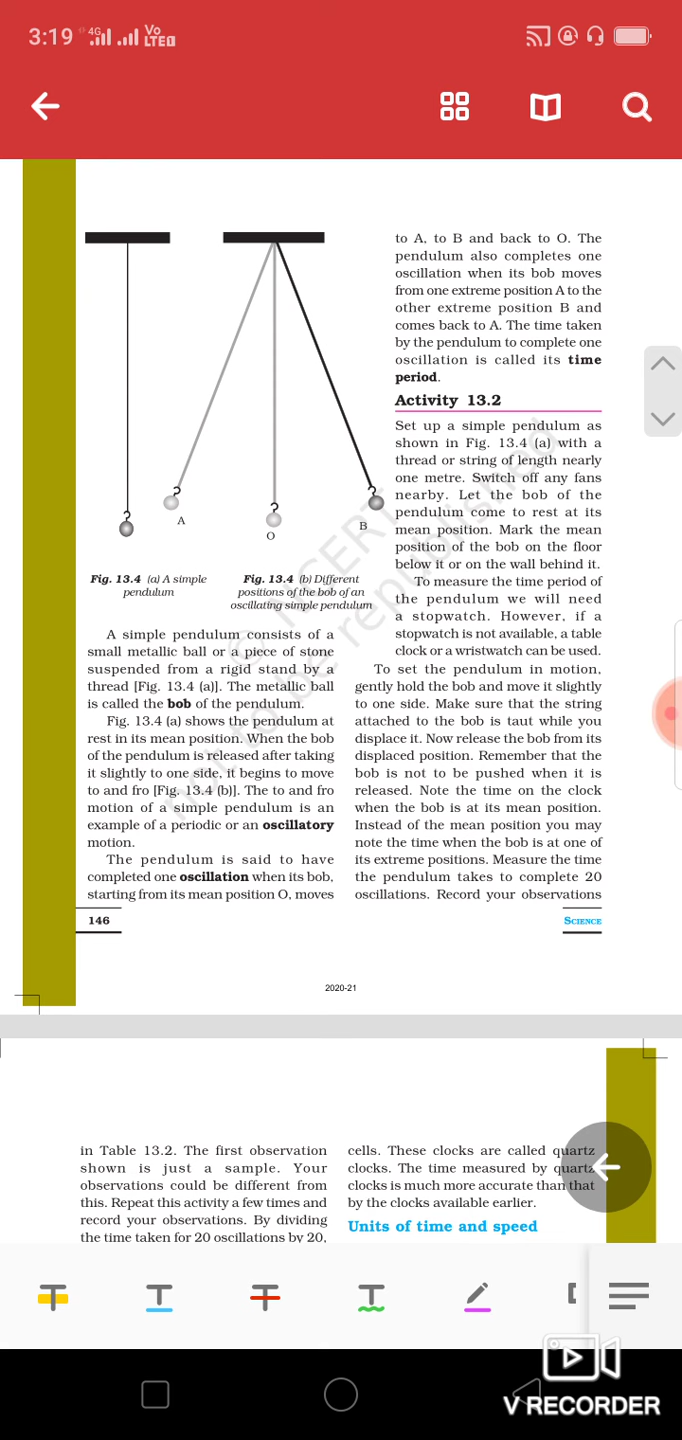 3:19 4G Vo LTE
to A, to B and back to O. The
pendulum also completes one
oscillation when its bob moves
from one extreme position A to the
other extreme position B and
comes back to A. The time taken
by the pendulum to complete one
oscillation is called its time
period.
Activity 13.2
Set up a simple pendulum as
shown in Fig. 13.4 (a) with a
thread or string of length nearly
one metre. Switch off any fans
nearby. Let the bob of the
pendulum come to rest at its
mean position. Mark the mean
position of the bob on the floor
below it or on the wall behind it.
To measure the time period of
the pendulum we will need
a stopwatch. However, if a
stopwatch is not available, a table
clock or a wristwatch can be used.
A
O
B
Fig. 13.4 (a) A simple
pendulum
Fig. 13.4 (b) Different
positions of the bob of an
oscillating simple pendulum
A simple pendulum consists of a
small metallic ball or a piece of stone
suspended from a rigid stand by a
thread [Fig. 13.4 (a)]. The metallic ball
is called the bob of the pendulum.
Fig. 13.4 (a) shows the pendulum at
rest in its mean position. When the bob
of the pendulum is released after taking
it slightly to one side, it begins to move
to and fro [Fig. 13.4 (b)]. The to and fro
motion of a simple pendulum is an
example of a periodic or an oscillatory
motion.
The pendulum is said to have
completed one oscillation when its bob,
starting from its mean position O, moves
To set the pendulum in motion,
gently hold the bob and move it slightly
to one side. Make sure that the string
attached to the bob is taut while you
displace it. Now release the bob from its
displaced position. Remember that the
bob is not to be pushed when it is
released. Note the time on the clock
when the bob is at its mean position.
Instead of the mean position you may
note the time when the bob is at one of
its extreme positions. Measure the time
the pendulum takes to complete 20
oscillations. Record your observations
© NCERT
not to be republished
146
SCIENCE
2020-21
in Table 13.2. The first observation
shown is just a sample. Your
observations could be different from
this. Repeat this activity a few times and
record your observations. By dividing
the time taken for 20 oscillations by 20,
cells. These clocks are called quartz
clocks. The time measured by quartz
clocks is much more accurate than that
by the clocks available earlier.
Units of time and speed
V RECORDER